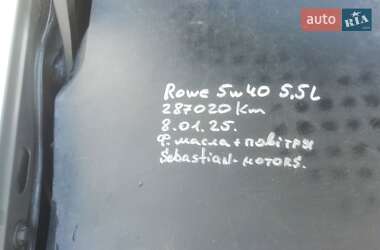 auto RIA
Rowe 5w40 5,5L
287020 km
8.01.25.
Ф. масла + повітря
Sebastian-motors.